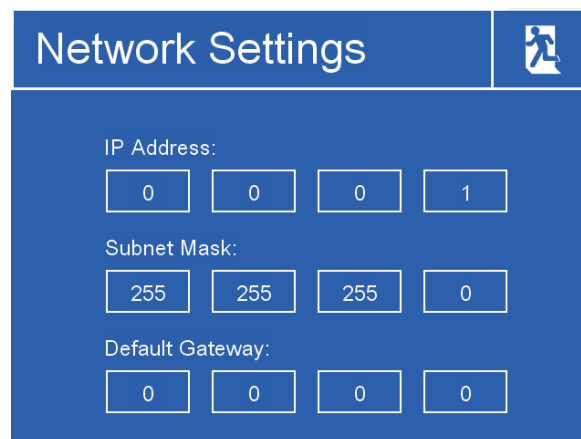 Network Settings
IP Address:
0 0 0 1
Subnet Mask:
255 255 255 0
Default Gateway:
0 0 0 0